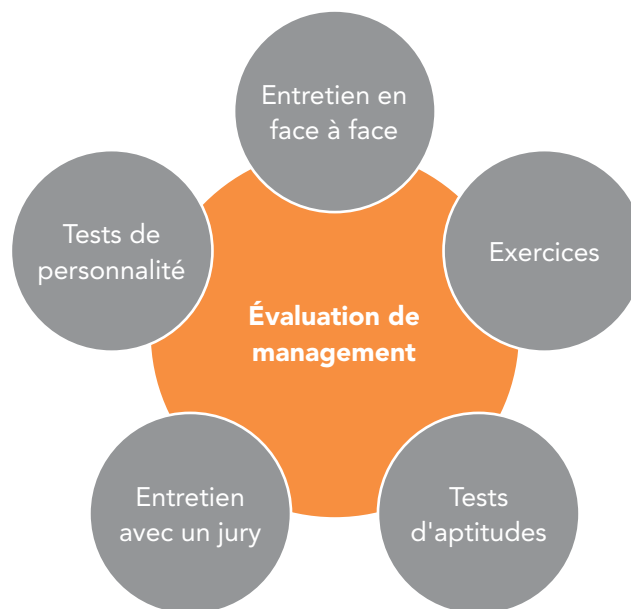 Entretien en
face à face
Tests de
personnalité
Exercices
Évaluation de
management
Entretien
avec un jury
Tests
d'aptitudes